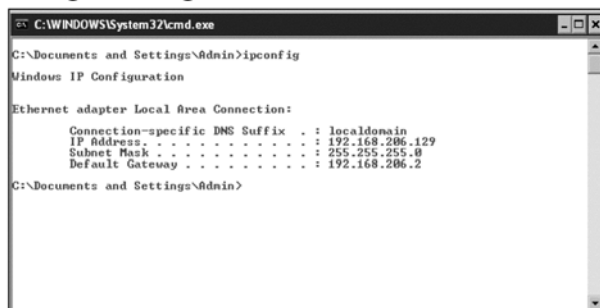 C:\WINDOWS\System32\cmd.exe
C:\Documents and Settings\Admin>ipconfig
Windows IP Configuration
Ethernet adapter Local Area Connection:
Connection-specific DNS Suffix . : localdomain
IP Address. . . . . . . . . . . . : 192.168.206.129
Subnet Mask . . . . . . . . . . . : 255.255.255.0
Default Gateway . . . . . . . . . : 192.168.206.2
C:\Documents and Settings\Admin>